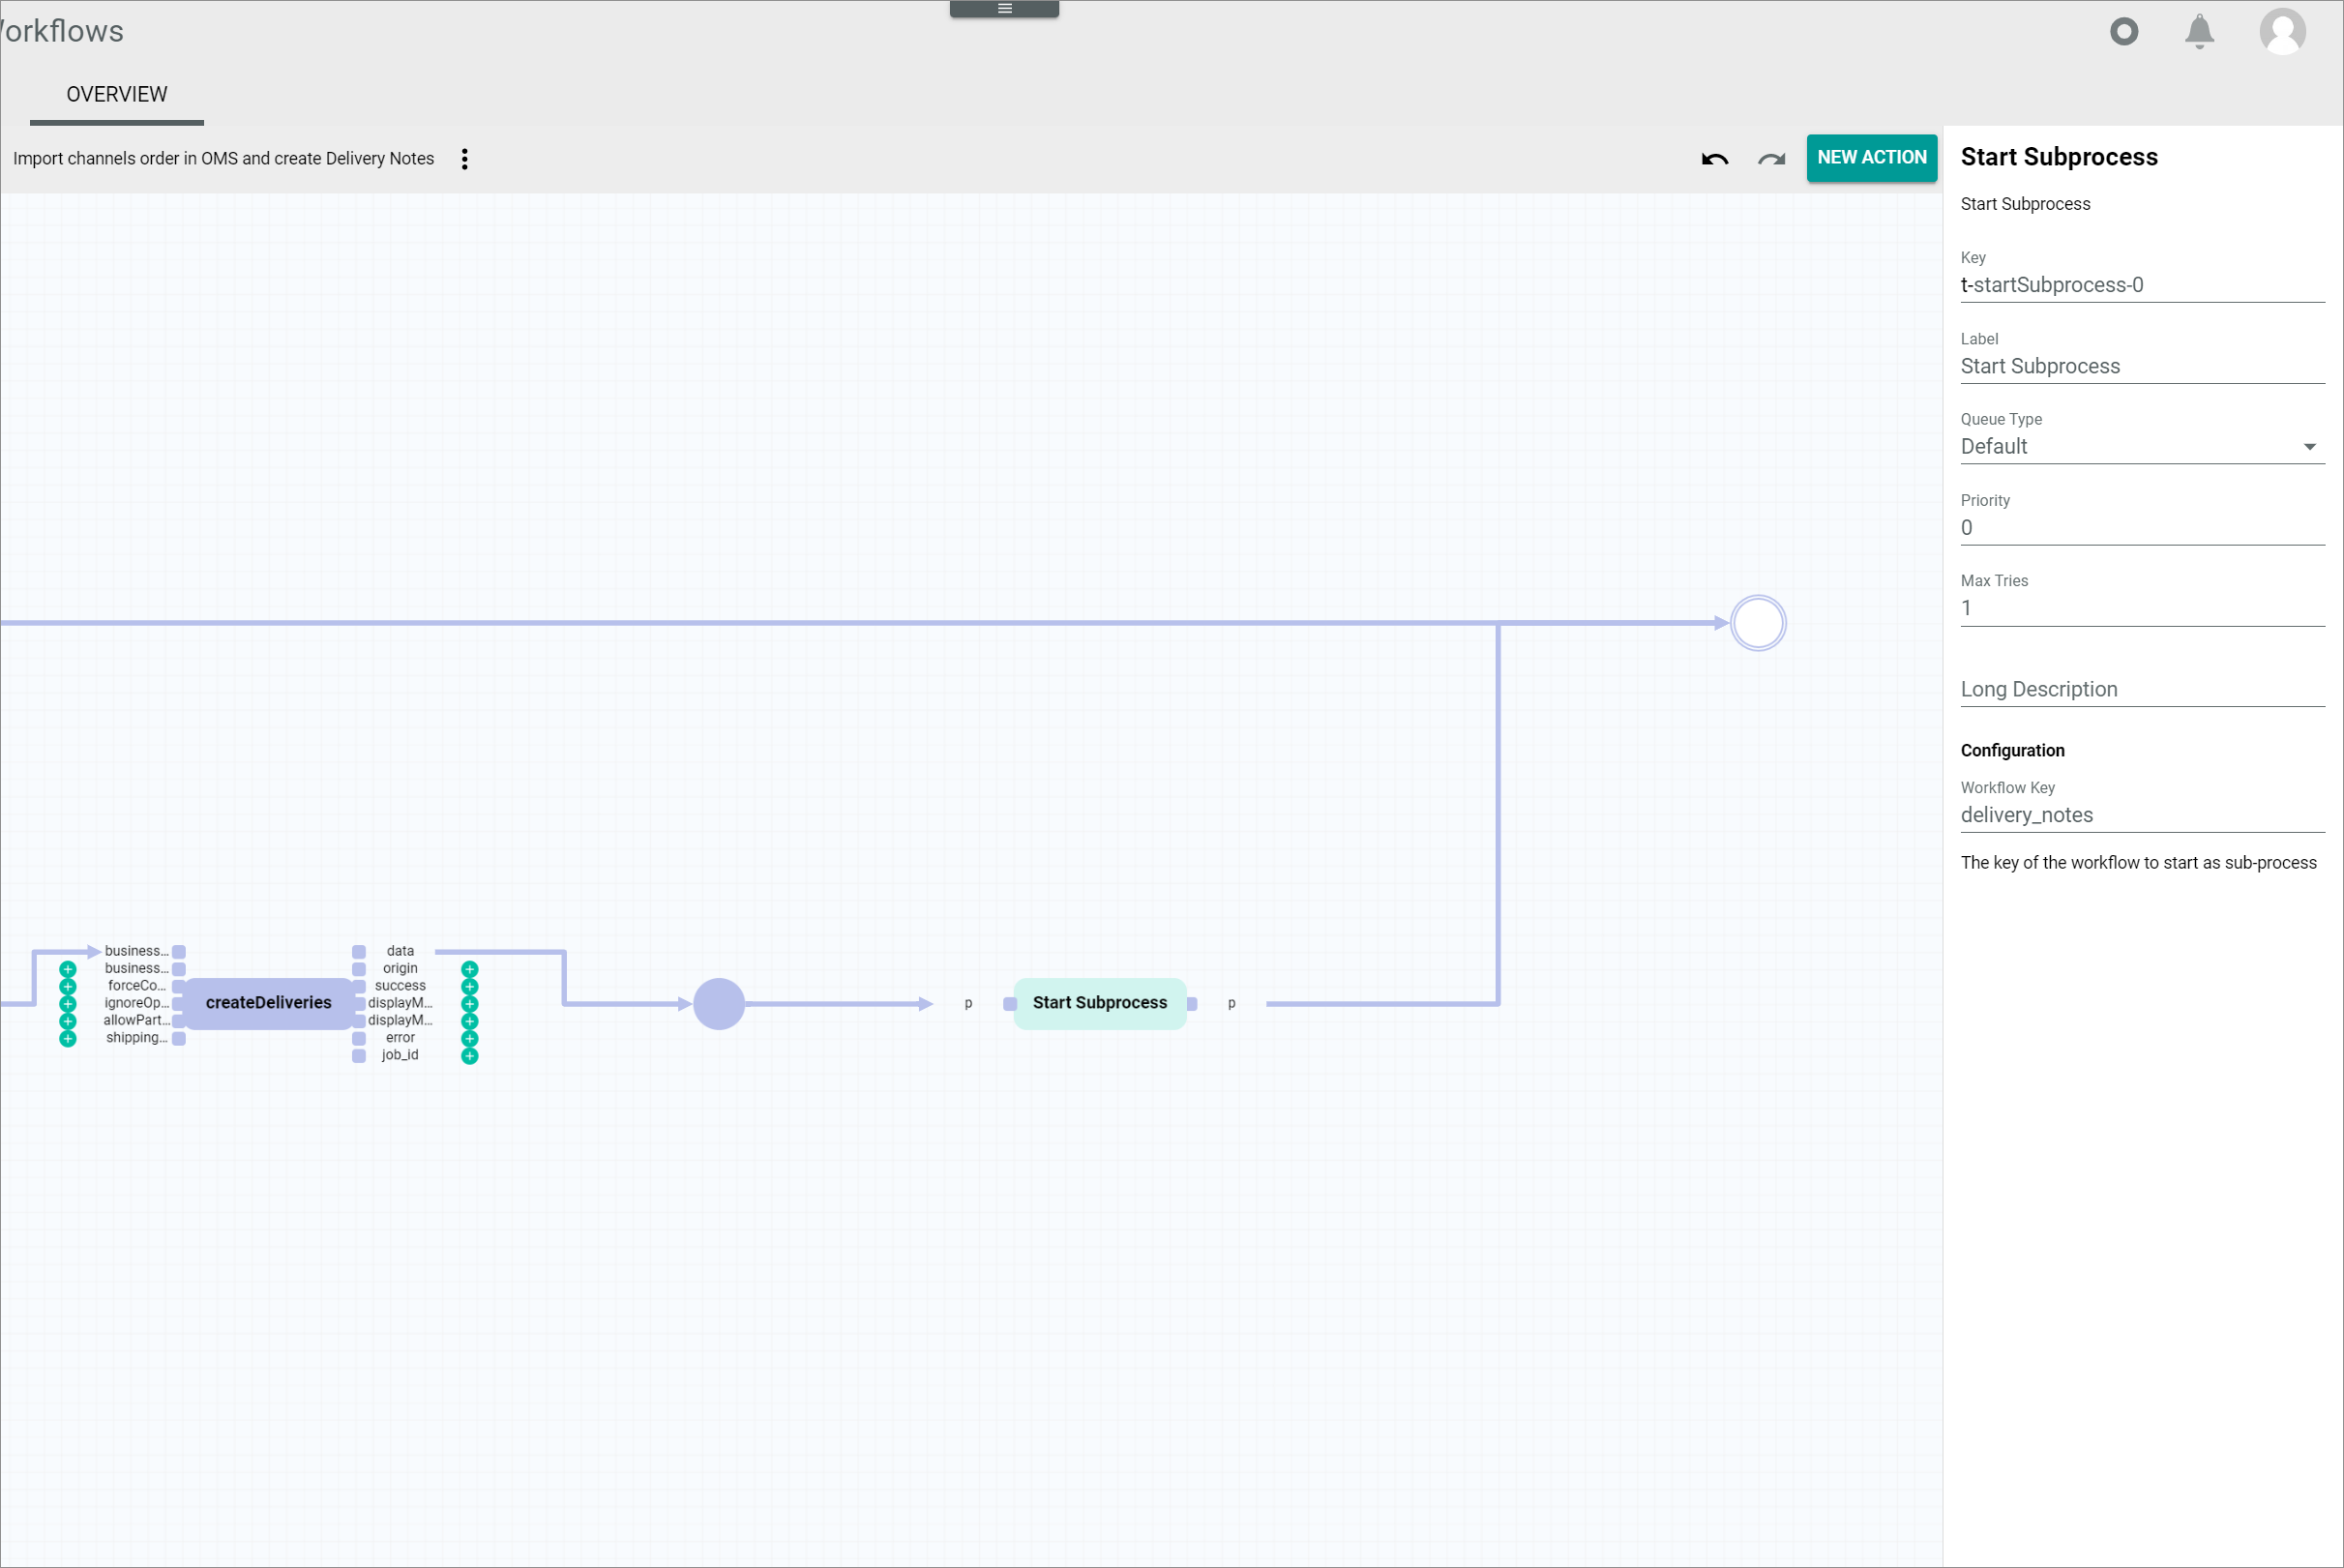 orkflows
OVERVIEW
Import channels order in OMS and create Delivery Notes
NEW ACTION
business...
business...
forceCo...
ignoreOp...
allowPart...
shipping...
createDeliveries
data
origin
success
displayM...
displayM...
error
job_id
p
Start Subprocess
p
Start Subprocess
Start Subprocess
Key
t-startSubprocess-0
Label
Start Subprocess
Queue Type
Default
Priority
0
Max Tries
1
Long Description
Configuration
Workflow Key
delivery_notes
The key of the workflow to start as sub-process